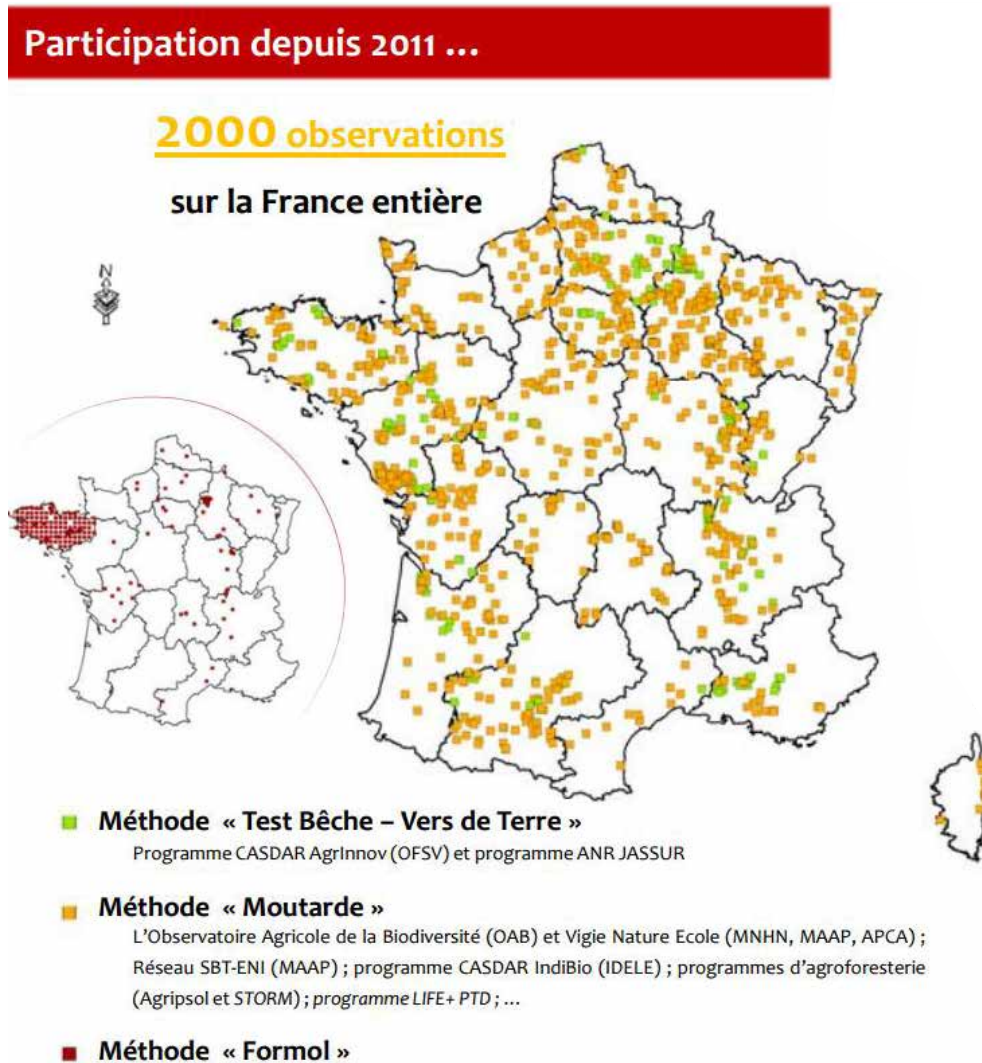 Participation depuis 2011 ...
2000 observations
sur la France entière
N
Méthode « Test Bêche – Vers de Terre »
Programme CASDAR AgrInnov (OFSV) et programme ANR JASSUR
Méthode « Moutarde »
L'Observatoire Agricole de la Biodiversité (OAB) et Vigie Nature Ecole (MNHN, MAAP, APCA) ;
Réseau SBT-ENI (MAAP) ; programme CASDAR IndiBio (IDELE) ; programmes d'agroforesterie
(Agripsol et STORM) ; programme LIFE+ PTD ; ...
Méthode « Formol »